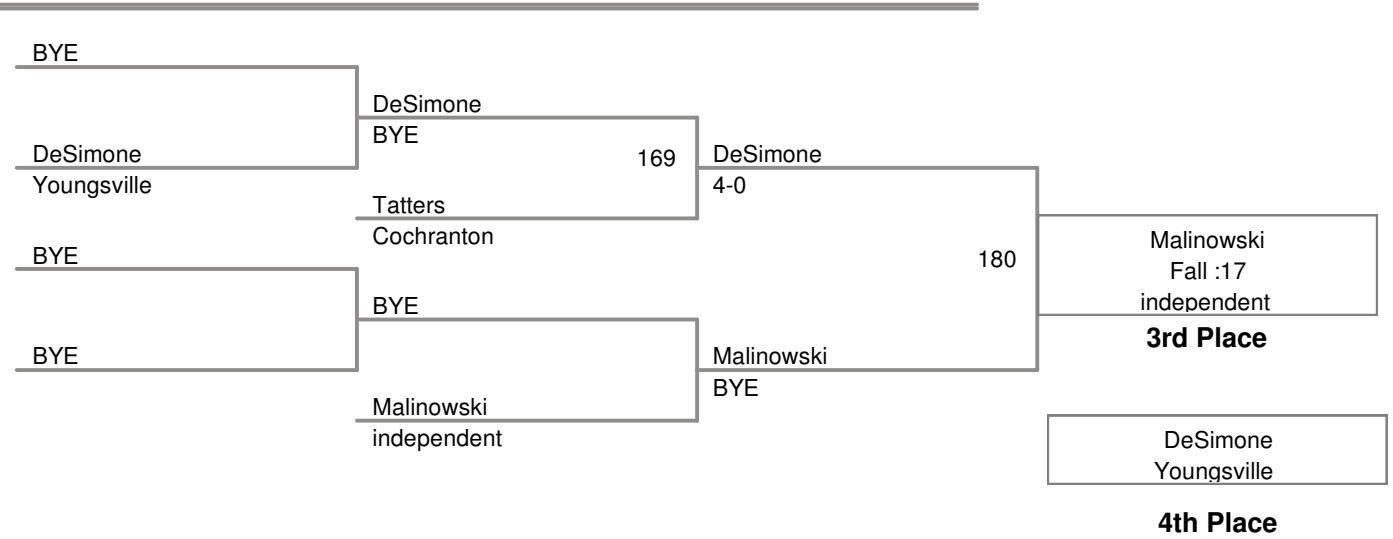 BYE
DeSimone
BYE
DeSimone
Youngsville
169
DeSimone
4-0
Tatters
Cochranton
BYE
180
Malinowski
Fall :17
independent
3rd Place
BYE
BYE
Malinowski
BYE
Malinowski
independent
DeSimone
Youngsville
4th Place